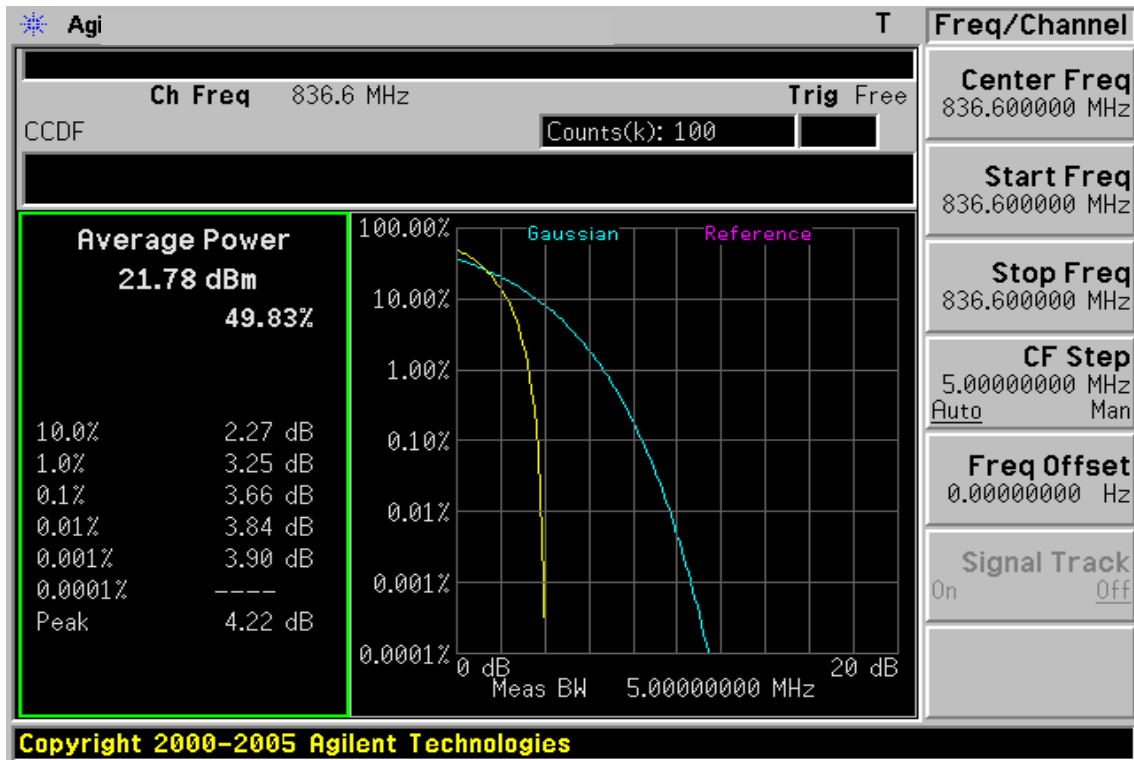 Agi
T
Freq/Channel
Ch Freq 836.6 MHz
Trig Free
CCDF
Counts(k): 100
Average Power
21.78 dBm
49.83%
10.0% 2.27 dB
1.0% 3.25 dB
0.1% 3.66 dB
0.01% 3.84 dB
0.001% 3.90 dB
0.0001% ----
Peak 4.22 dB
Gaussian Reference
100.00%
10.00%
1.00%
0.10%
0.01%
0.001%
0.0001%
0 dB 20 dB
Meas BW 5.00000000 MHz
Center Freq
836.600000 MHz
Start Freq
836.600000 MHz
Stop Freq
836.600000 MHz
CF Step
5.00000000 MHz
Auto Man
Freq Offset
0.00000000 Hz
Signal Track
On Off
Copyright 2000-2005 Agilent Technologies